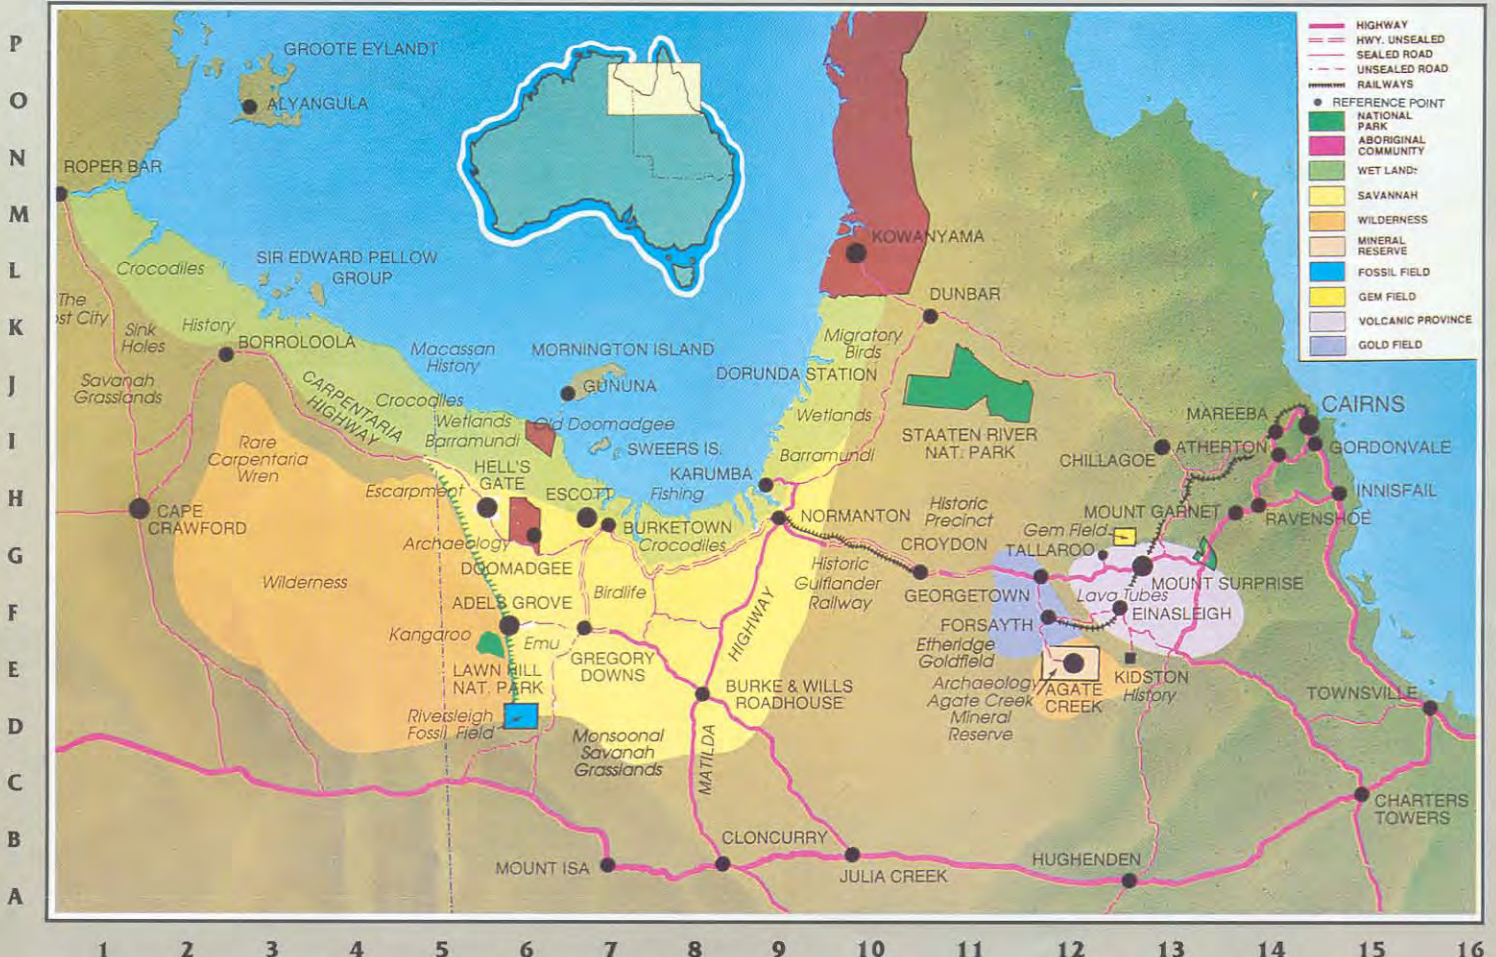 P
O
N
M
L
K
J
I
H
G
F
E
D
C
B
A
1 2 3 4 5 6 7 8 9 10 11 12 13 14 15 16
HIGHWAY
HWY. UNSEALED
SEALED ROAD
UNSEALED ROAD
RAILWAYS
REFERENCE POINT
NATIONAL
PARK
ABORIGINAL
COMMUNITY
WET LANDS
SAVANNAH
WILDERNESS
MINERAL
RESERVE
FOSSIL FIELD
GEM FIELD
VOLCANIC PROVINCE
GOLD FIELD
GROOTE EYLANDT
ALYANGULA
ROPER BAR
KOWANYAMA
Crocodiles
SIR EDWARD PELLOW
GROUP
DUNBAR
The
ost City
Sink
Holes
History
BORROLOOLA
Macassan
History
MORNINGTON ISLAND
GUNUNA
Migratory
Birds
DORUNDA STATION
Savanah
Grasslands
CARPENTARIA
HIGHWAY
Crocodiles
Wetlands
Barramundi
Old Doomadgee
SWEERS IS.
Wetlands
Barramundi
STAATEN RIVER
NAT. PARK
MAREEBA
CAIRNS
ATHERTON
GORDONVALE
CHILLAGOE
Rare
Carpentaria
Wren
Escarpment
HELL'S
GATE
ESCOTT
KARUMBA
Fishing
BURKETOWN
Crocodiles
NORMANTON
Historic
Precinct
CROYDON
Gem Field
TALLAROO
MOUNT GARNET
RAVENSHOE
INNISFAIL
CAPE
CRAWFORD
Archaeology
DOOMADGEE
Wilderness
ADELS GROVE
Birdlife
Historic
Gulflander
Railway
GEORGETOWN
MOUNT SURPRISE
Lava Tubes
EINASLEIGH
FORSAYTH
Kangaroo
Emu
HIGHWAY
Etheridge
Goldfield
LAWN HILL
NAT. PARK
GREGORY
DOWNS
BURKE & WILLS
ROADHOUSE
Archaeology
Agate Creek
Mineral
Reserve
AGATE
CREEK
KIDSTON
History
TOWNSVILLE
Riversleigh
Fossil Field
Monsoonal
Savanah
Grasslands
MATILDA
CHARTERS
TOWERS
MOUNT ISA
CLONCURRY
JULIA CREEK
HUGHENDEN